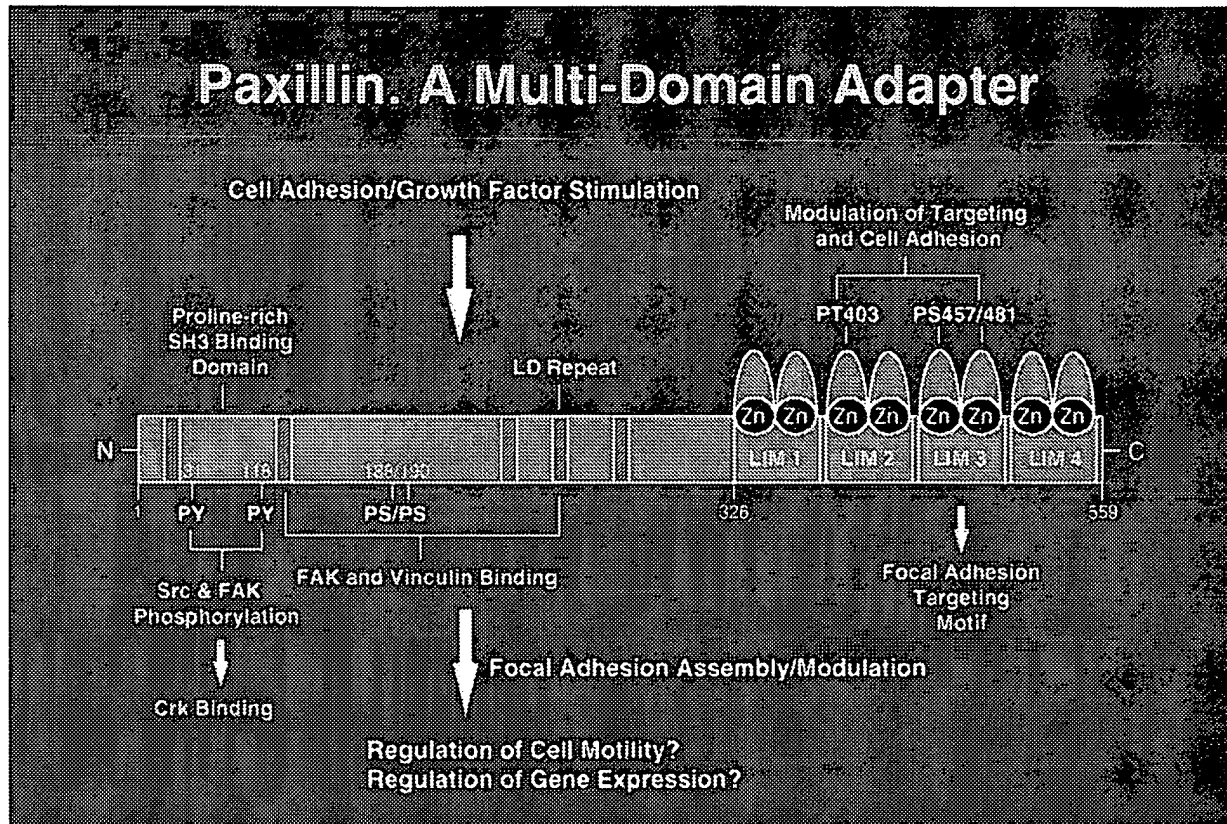 Paxillin. A Multi-Domain Adapter
Cell Adhesion/Growth Factor Stimulation
Modulation of Targeting
and Cell Adhesion
PT403 PS457/481
Proline-rich
SH3 Binding
Domain
LD Repeat
Zn Zn Zn Zn Zn Zn Zn Zn
N
31 118 188/190
LIM 1 LIM 2 LIM 3 LIM 4
C
1 326 559
PY PY PS/PS
FAK and Vinculin Binding
Src & FAK
Phosphorylation
Focal Adhesion
Targeting
Motif
Focal Adhesion Assembly/Modulation
Crk Binding
Regulation of Cell Motility?
Regulation of Gene Expression?